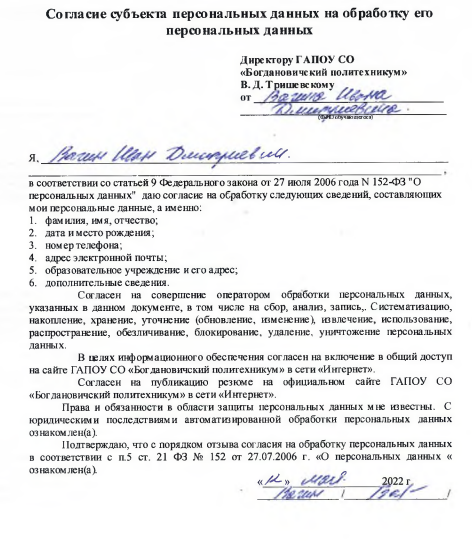 Согласие субъекта персональных данных на обработку его
персональных данных
Директору ГАПОУ СО
«Богдановичский политехникум»
В. Д. Тришевскому
от Вагина Ивана
Дмитриевича.
(ФИО обучающегося)
Я, Вагин Иван Дмитриевич.
в соответствии со статьей 9 Федерального закона от 27 июля 2006 года N 152-ФЗ "О
персональных данных" даю согласие на обработку следующих сведений, составляющих
мои персональные данные, а именно:
1. фамилия, имя, отчество;
2. дата и место рождения;
3. номер телефона;
4. адрес электронной почты;
5. образовательное учреждение и его адрес;
6. дополнительные сведения.
Согласен на совершение оператором обработки персональных данных,
указанных в данном документе, в том числе на сбор, анализ, запись,. Систематизацию,
накопление, хранение, уточнение (обновление, изменение), извлечение, использование,
распространение, обезличивание, блокирование, удаление, уничтожение персональных
данных.
В целях информационного обеспечения согласен на включение в общий доступ
на сайте ГАПОУ СО «Богдановичский политехникум» в сети «Интернет».
Согласен на публикацию резюме на официальном сайте ГАПОУ СО
«Богдановичский политехникум» в сети «Интернет».
Права и обязанности в области защиты персональных данных мне известны. С
юридическими последствиями автоматизированной обработки персональных данных
ознакомлен(а).
Подтверждаю, что с порядком отзыва согласия на обработку персональных данных
в соответствии с п.5 ст. 21 ФЗ № 152 от 27.07.2006 г. «О персональных данных «
ознакомлен(а).
« » мая 2022 г
Вагин / /